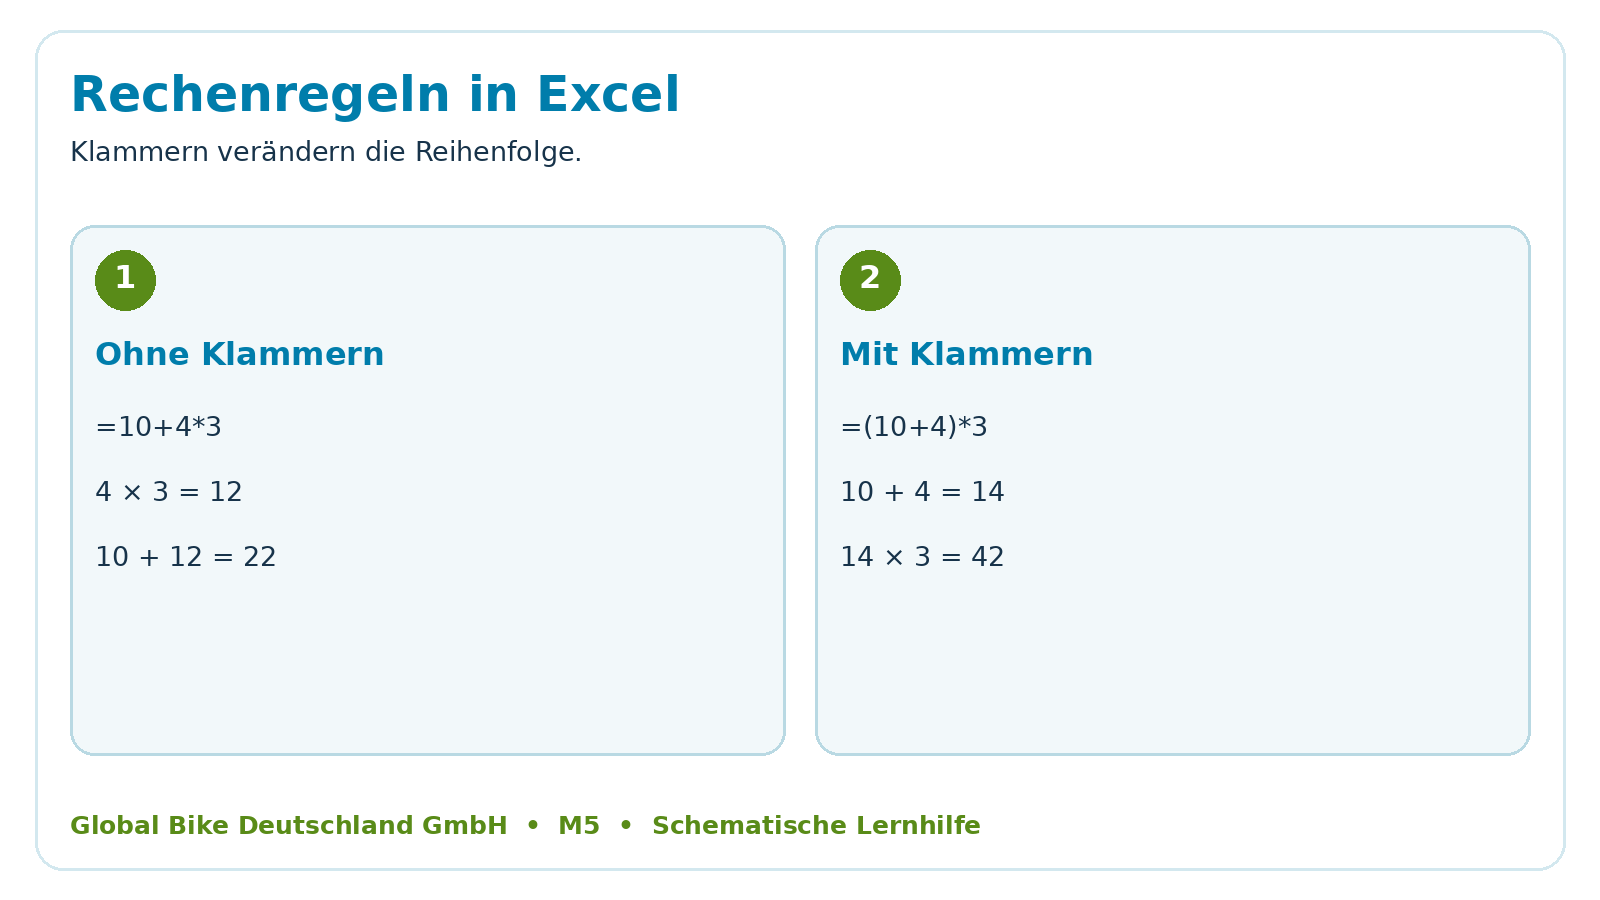 Rechenregeln in Excel
Klammern verändern die Reihenfolge.
1
Ohne Klammern
=10+4*3
4 × 3 = 12
10 + 12 = 22
2
Mit Klammern
=(10+4)*3
10 + 4 = 14
14 × 3 = 42
Global Bike Deutschland GmbH • M5 • Schematische Lernhilfe